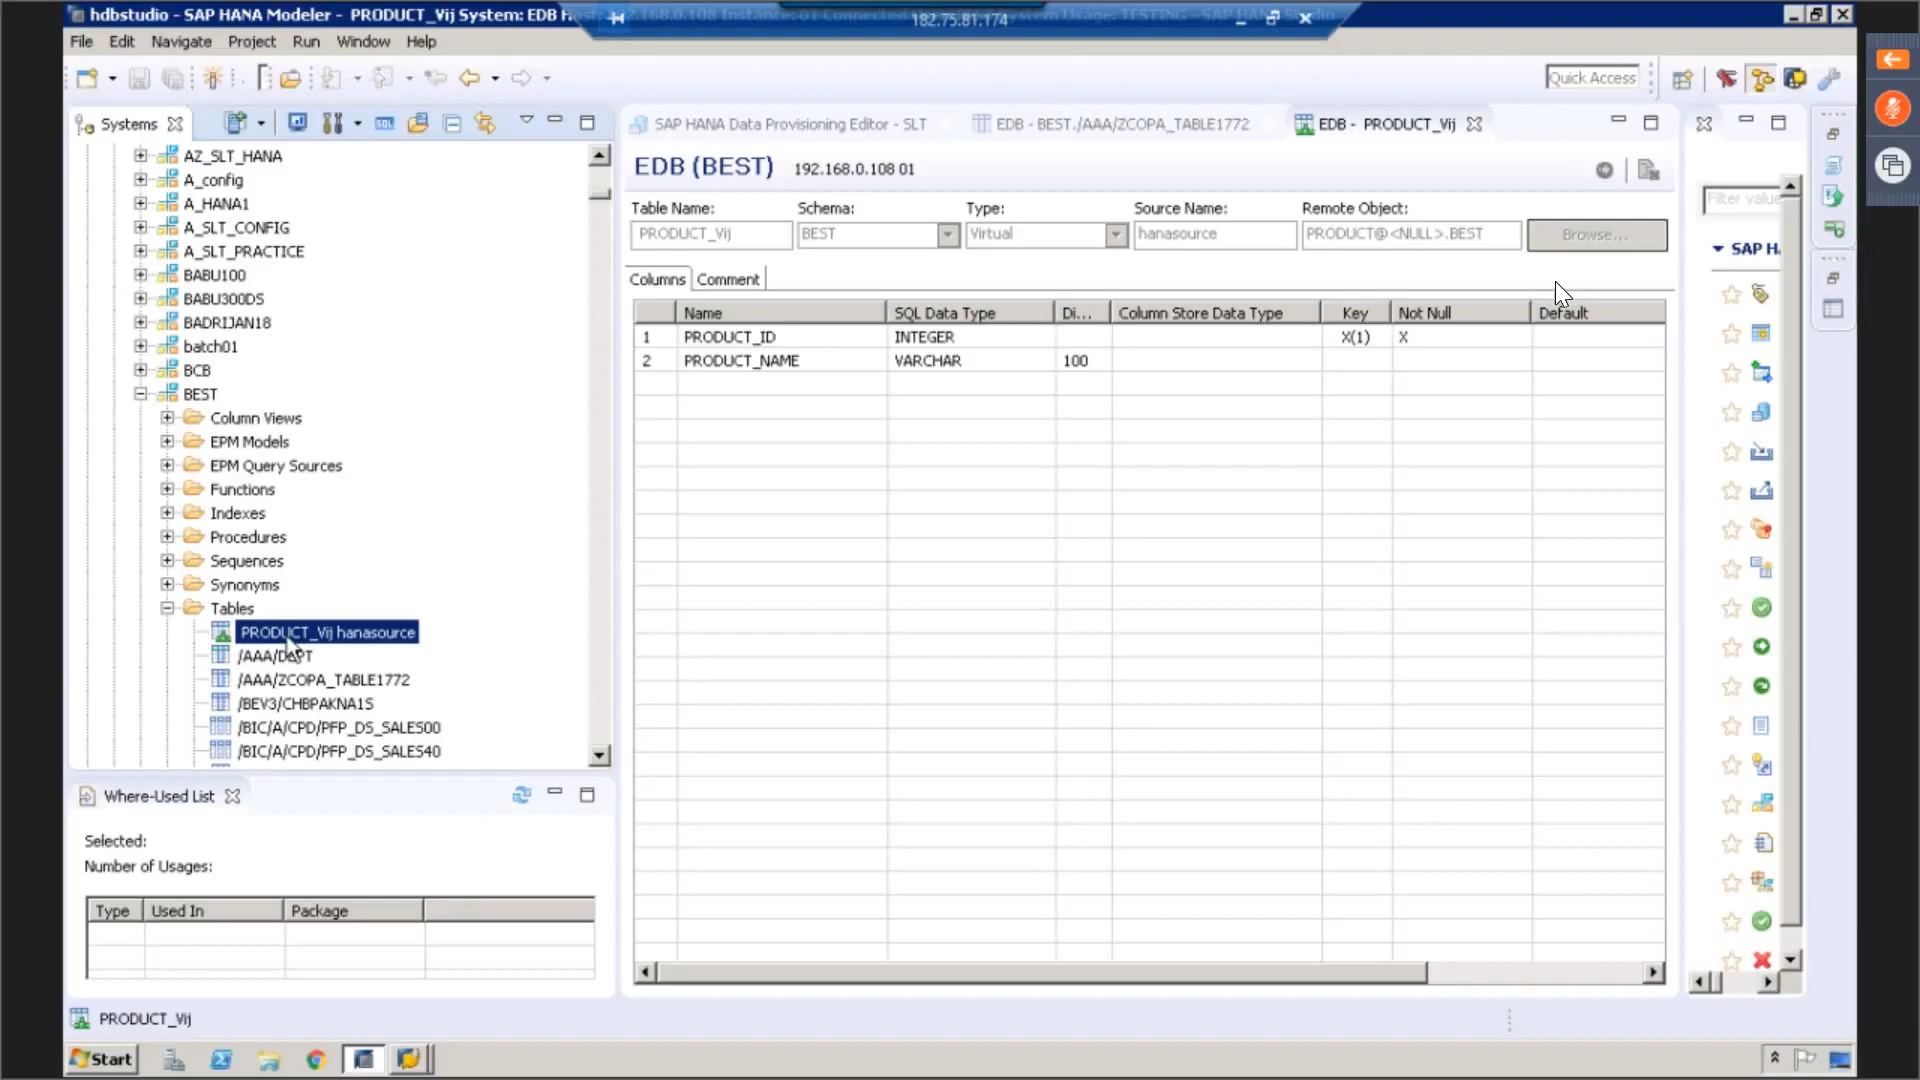 hdbstudio - SAP HANA Modeler - PRODUCT_Vij System: EDB
182.75.81.174
File Edit Navigate Project Run Window Help
Quick Access
Systems
SAP HANA Data Provisioning Editor - SLT
EDB - BEST./AAA/ZCOPA_TABLE1772
EDB - PRODUCT_Vij
AZ_SLT_HANA
A_config
A_HANA1
A_SLT_CONFIG
A_SLT_PRACTICE
BABU100
BABU300DS
BADRIJAN18
batch01
BCB
BEST
Column Views
EPM Models
EPM Query Sources
Functions
Indexes
Procedures
Sequences
Synonyms
Tables
PRODUCT_Vij hanasource
/AAA/DEPT
/AAA/ZCOPA_TABLE1772
/BEV3/CHBPAKNA1S
/BIC/A/CPD/PFP_DS_SALES00
/BIC/A/CPD/PFP_DS_SALES40
EDB (BEST) 192.168.0.108 01
Table Name: Schema: Type: Source Name: Remote Object:
PRODUCT_Vij BEST Virtual hanasource PRODUCT@<NULL>.BEST Browse...
Columns Comment
Name SQL Data Type Di... Column Store Data Type Key Not Null Default
1 PRODUCT_ID INTEGER X(1) X
2 PRODUCT_NAME VARCHAR 100
Filter value
SAP H
Where-Used List
Selected:
Number of Usages:
Type Used In Package
PRODUCT_Vij
Start
SQL